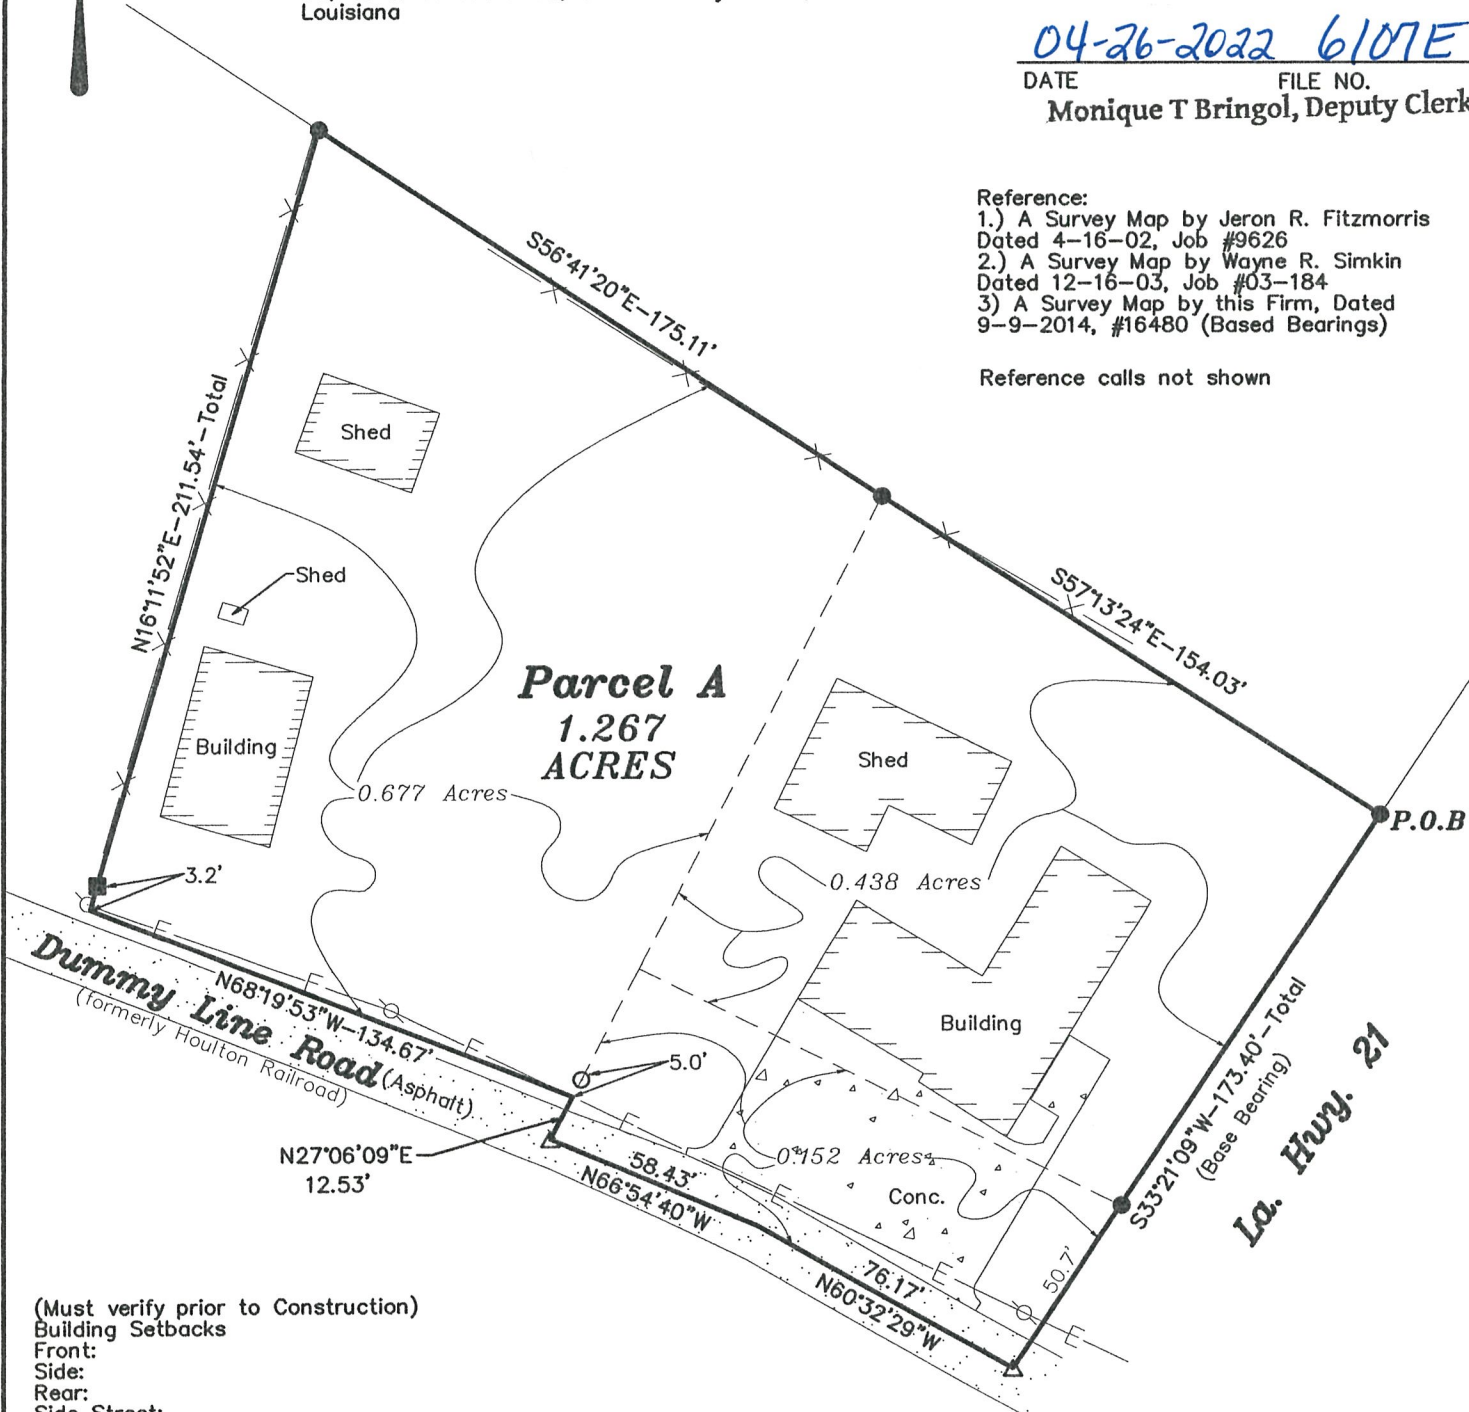 Louisiana
04-26-2022 6107E
DATE FILE NO.
Monique T Bringol, Deputy Clerk
Reference:
1.) A Survey Map by Jeron R. Fitzmorris
Dated 4-16-02, Job #9626
2.) A Survey Map by Wayne R. Simkin
Dated 12-16-03, Job #03-184
3) A Survey Map by this Firm, Dated
9-9-2014, #16480 (Based Bearings)
Reference calls not shown
S56°41'20"E-175.11'
Shed
N16°11'52"E-211.54'-Total
Shed
S57°13'24"E-154.03'
Parcel A
1.267
ACRES
Building
Shed
0.677 Acres
P.O.B
3.2'
0.438 Acres
Dummy Line Road (Asphalt)
(formerly Houlton Railroad)
N68°19'53"W-134.67'
Building
5.0'
S33°21'09"W-173.40'-Total
(Base Bearing)
La. Hwy. 21
N27°06'09"E
12.53'
58.43'
N66°54'40"W
0.152 Acres
Conc.
50.7'
76.17'
N60°32'29"W
E
E
E
E
E
E
E
(Must verify prior to Construction)
Building Setbacks
Front:
Side:
Rear:
Side Street: